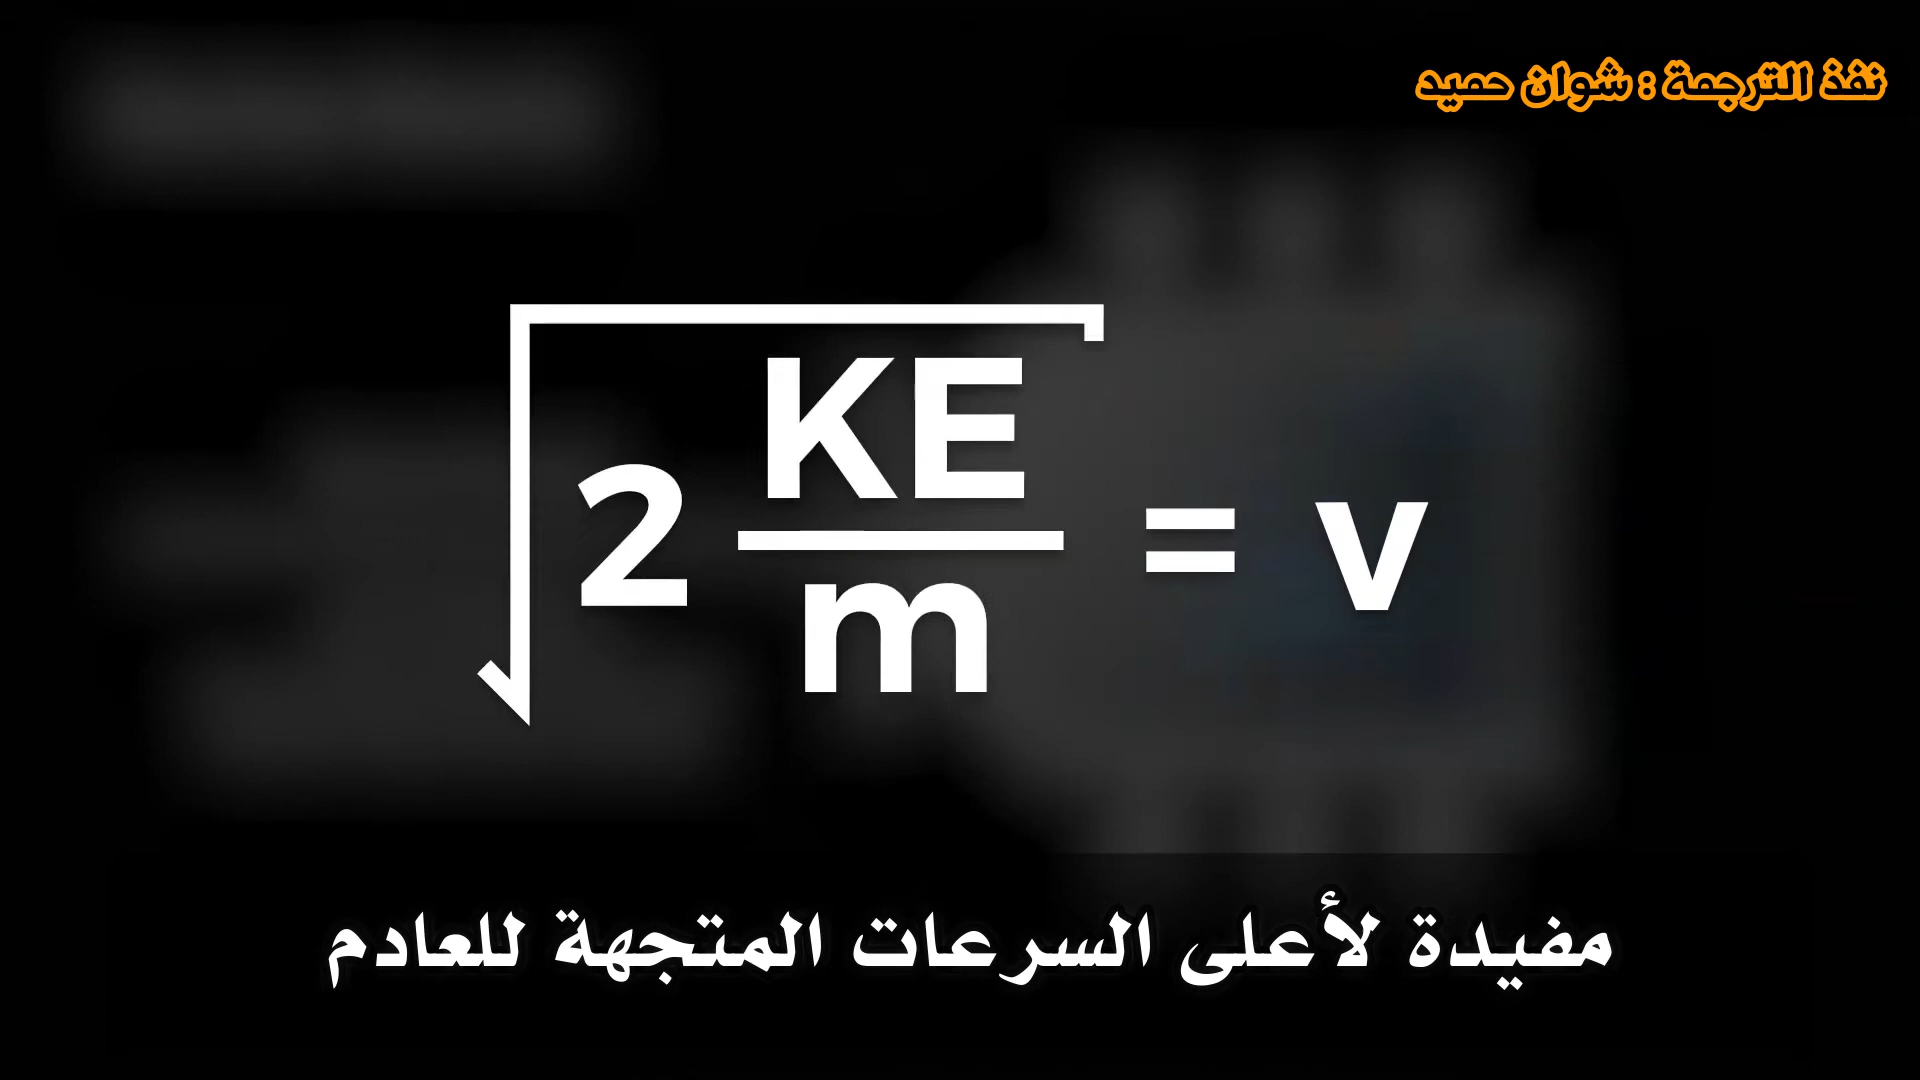 نفذ الترجمة : شوان حميد
√(2 KE/m) = v
مفيدة لأعلى السرعات المتجهة للعادم